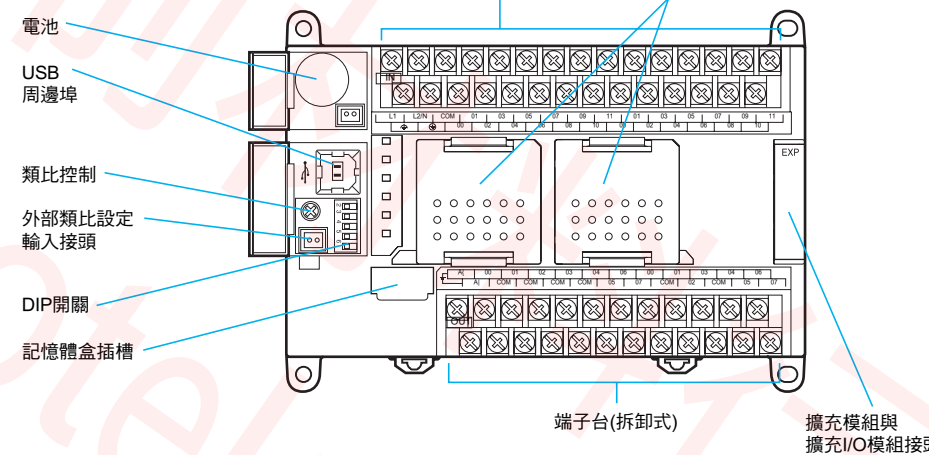 電池
USB
周邊埠
類比控制
外部類比設定
輸入接頭
DIP開關
記憶體盒插槽
IN
L1 L2/N COM 01 03 05 07 09 11 01 03 05 07 09 11
00 02 04 06 08 10 00 02 04 06 08 10
EXP
2 3 4 5 6
00 01 02 03 04 06 00 01 03 04 06
COM COM COM COM 05 07 COM 02 COM 05 07
OUT
端子台(拆卸式)
擴充模組與
擴充I/O模組接頭